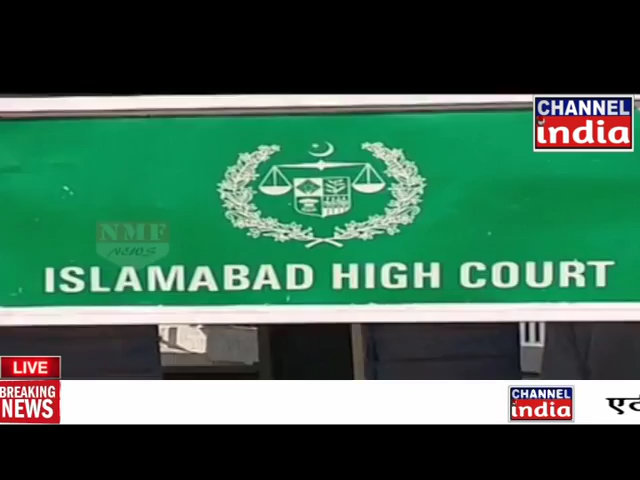 CHANNEL
india
NMF
NEWS
ISLAMABAD HIGH COURT
LIVE
BREAKING
NEWS
CHANNEL
india